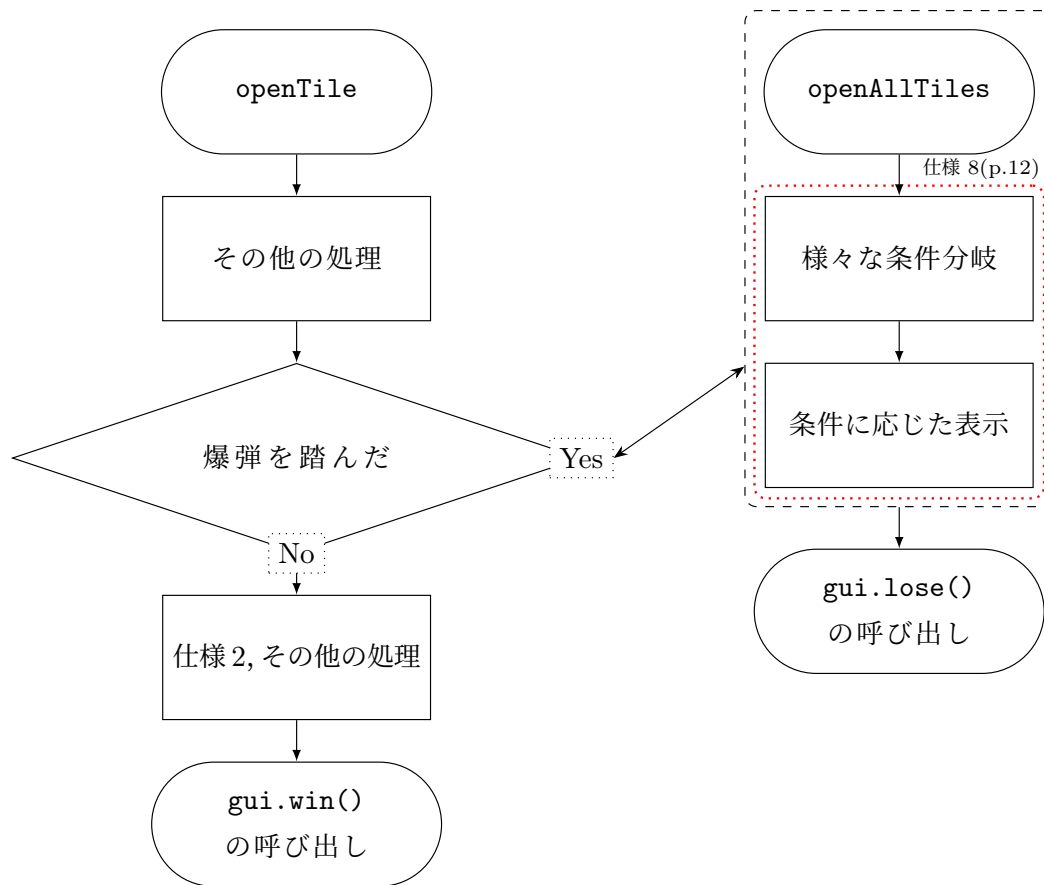 openTile
その他の処理
爆弾を踏んだ
Yes
No
仕様 2, その他の処理
gui.win()
の呼び出し
openAllTiles
仕様 8(p.12)
様々な条件分岐
条件に応じた表示
gui.lose()
の呼び出し